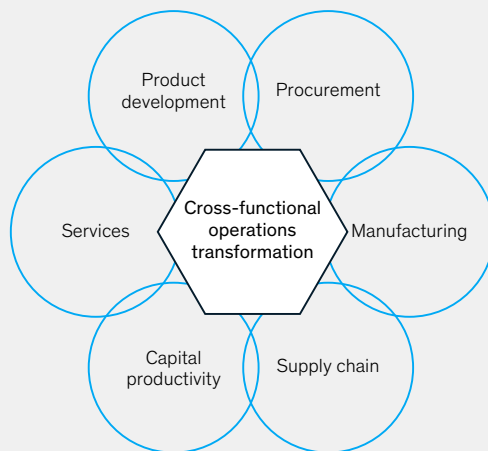 Product
development
Procurement
Services
Cross-functional
operations
transformation
Manufacturing
Capital
productivity
Supply chain